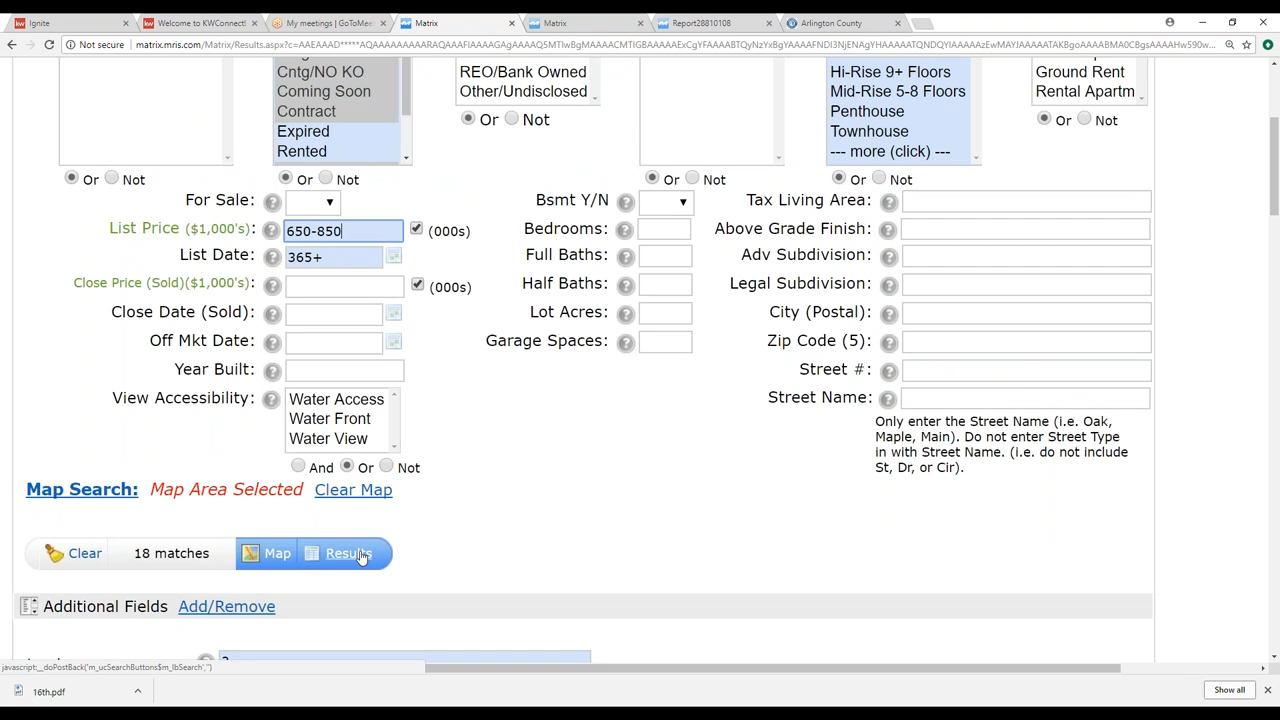 Ignite
Welcome to KWConnect!
My meetings | GoToMee
Matrix
Matrix
Report28810108
Arlington County
Not secure | matrix.mris.com/Matrix/Results.aspx?c=
Cntg/NO KO
Coming Soon
Contract
Expired
Rented
REO/Bank Owned
Other/Undisclosed
Hi-Rise 9+ Floors
Mid-Rise 5-8 Floors
Penthouse
Townhouse
--- more (click) ---
Ground Rent
Rental Apartm
Or Not
Or Not
Or Not
Or Not
Or Not
Or Not
For Sale:
Bsmt Y/N
Tax Living Area:
List Price ($1,000's): 650-850 (000s)
Bedrooms:
Above Grade Finish:
List Date: 365+
Full Baths:
Adv Subdivision:
Close Price (Sold)($1,000's): (000s)
Half Baths:
Legal Subdivision:
Close Date (Sold):
Lot Acres:
City (Postal):
Off Mkt Date:
Garage Spaces:
Zip Code (5):
Year Built:
Street #:
View Accessibility:
Water Access
Water Front
Water View
Street Name:
Only enter the Street Name (i.e. Oak,
Maple, Main). Do not enter Street Type
in with Street Name. (i.e. do not include
St, Dr, or Cir).
And Or Not
Map Search: Map Area Selected Clear Map
Clear 18 matches Map Results
Additional Fields Add/Remove
javascript:__doPostBack('m_ucSearchButtons$m_lbSearch','')
16th.pdf
Show all